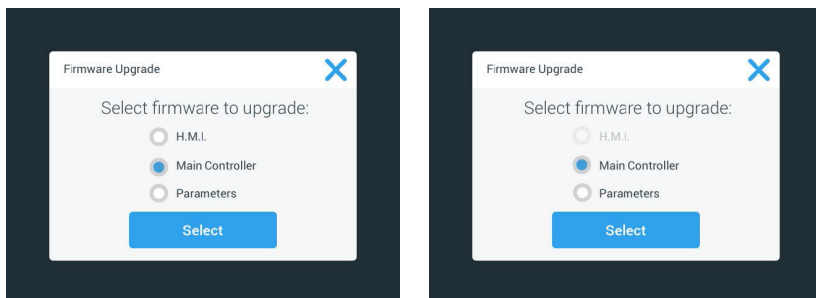 Firmware Upgrade
Select firmware to upgrade:
H.M.I.
Main Controller
Parameters
Select
Firmware Upgrade
Select firmware to upgrade:
H.M.I.
Main Controller
Parameters
Select